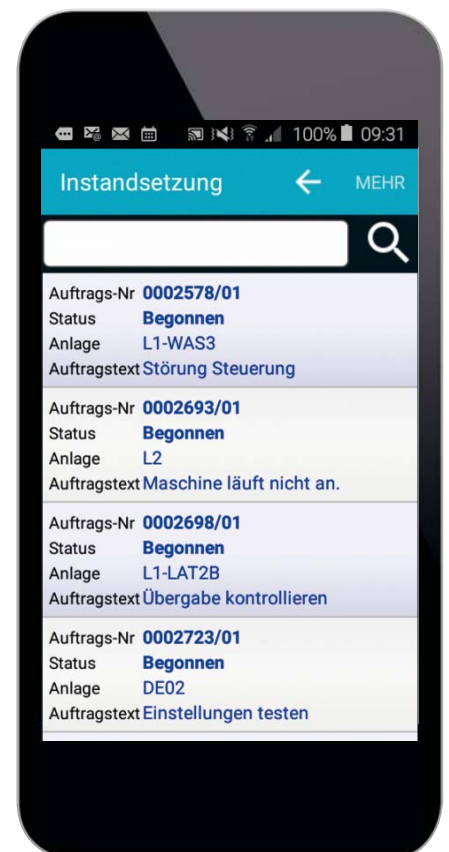 100% 09:31
Instandsetzung MEHR
Auftrags-Nr 0002578/01
Status Begonnen
Anlage L1-WAS3
Auftragstext Störung Steuerung
Auftrags-Nr 0002693/01
Status Begonnen
Anlage L2
Auftragstext Maschine läuft nicht an.
Auftrags-Nr 0002698/01
Status Begonnen
Anlage L1-LAT2B
Auftragstext Übergabe kontrollieren
Auftrags-Nr 0002723/01
Status Begonnen
Anlage DE02
Auftragstext Einstellungen testen